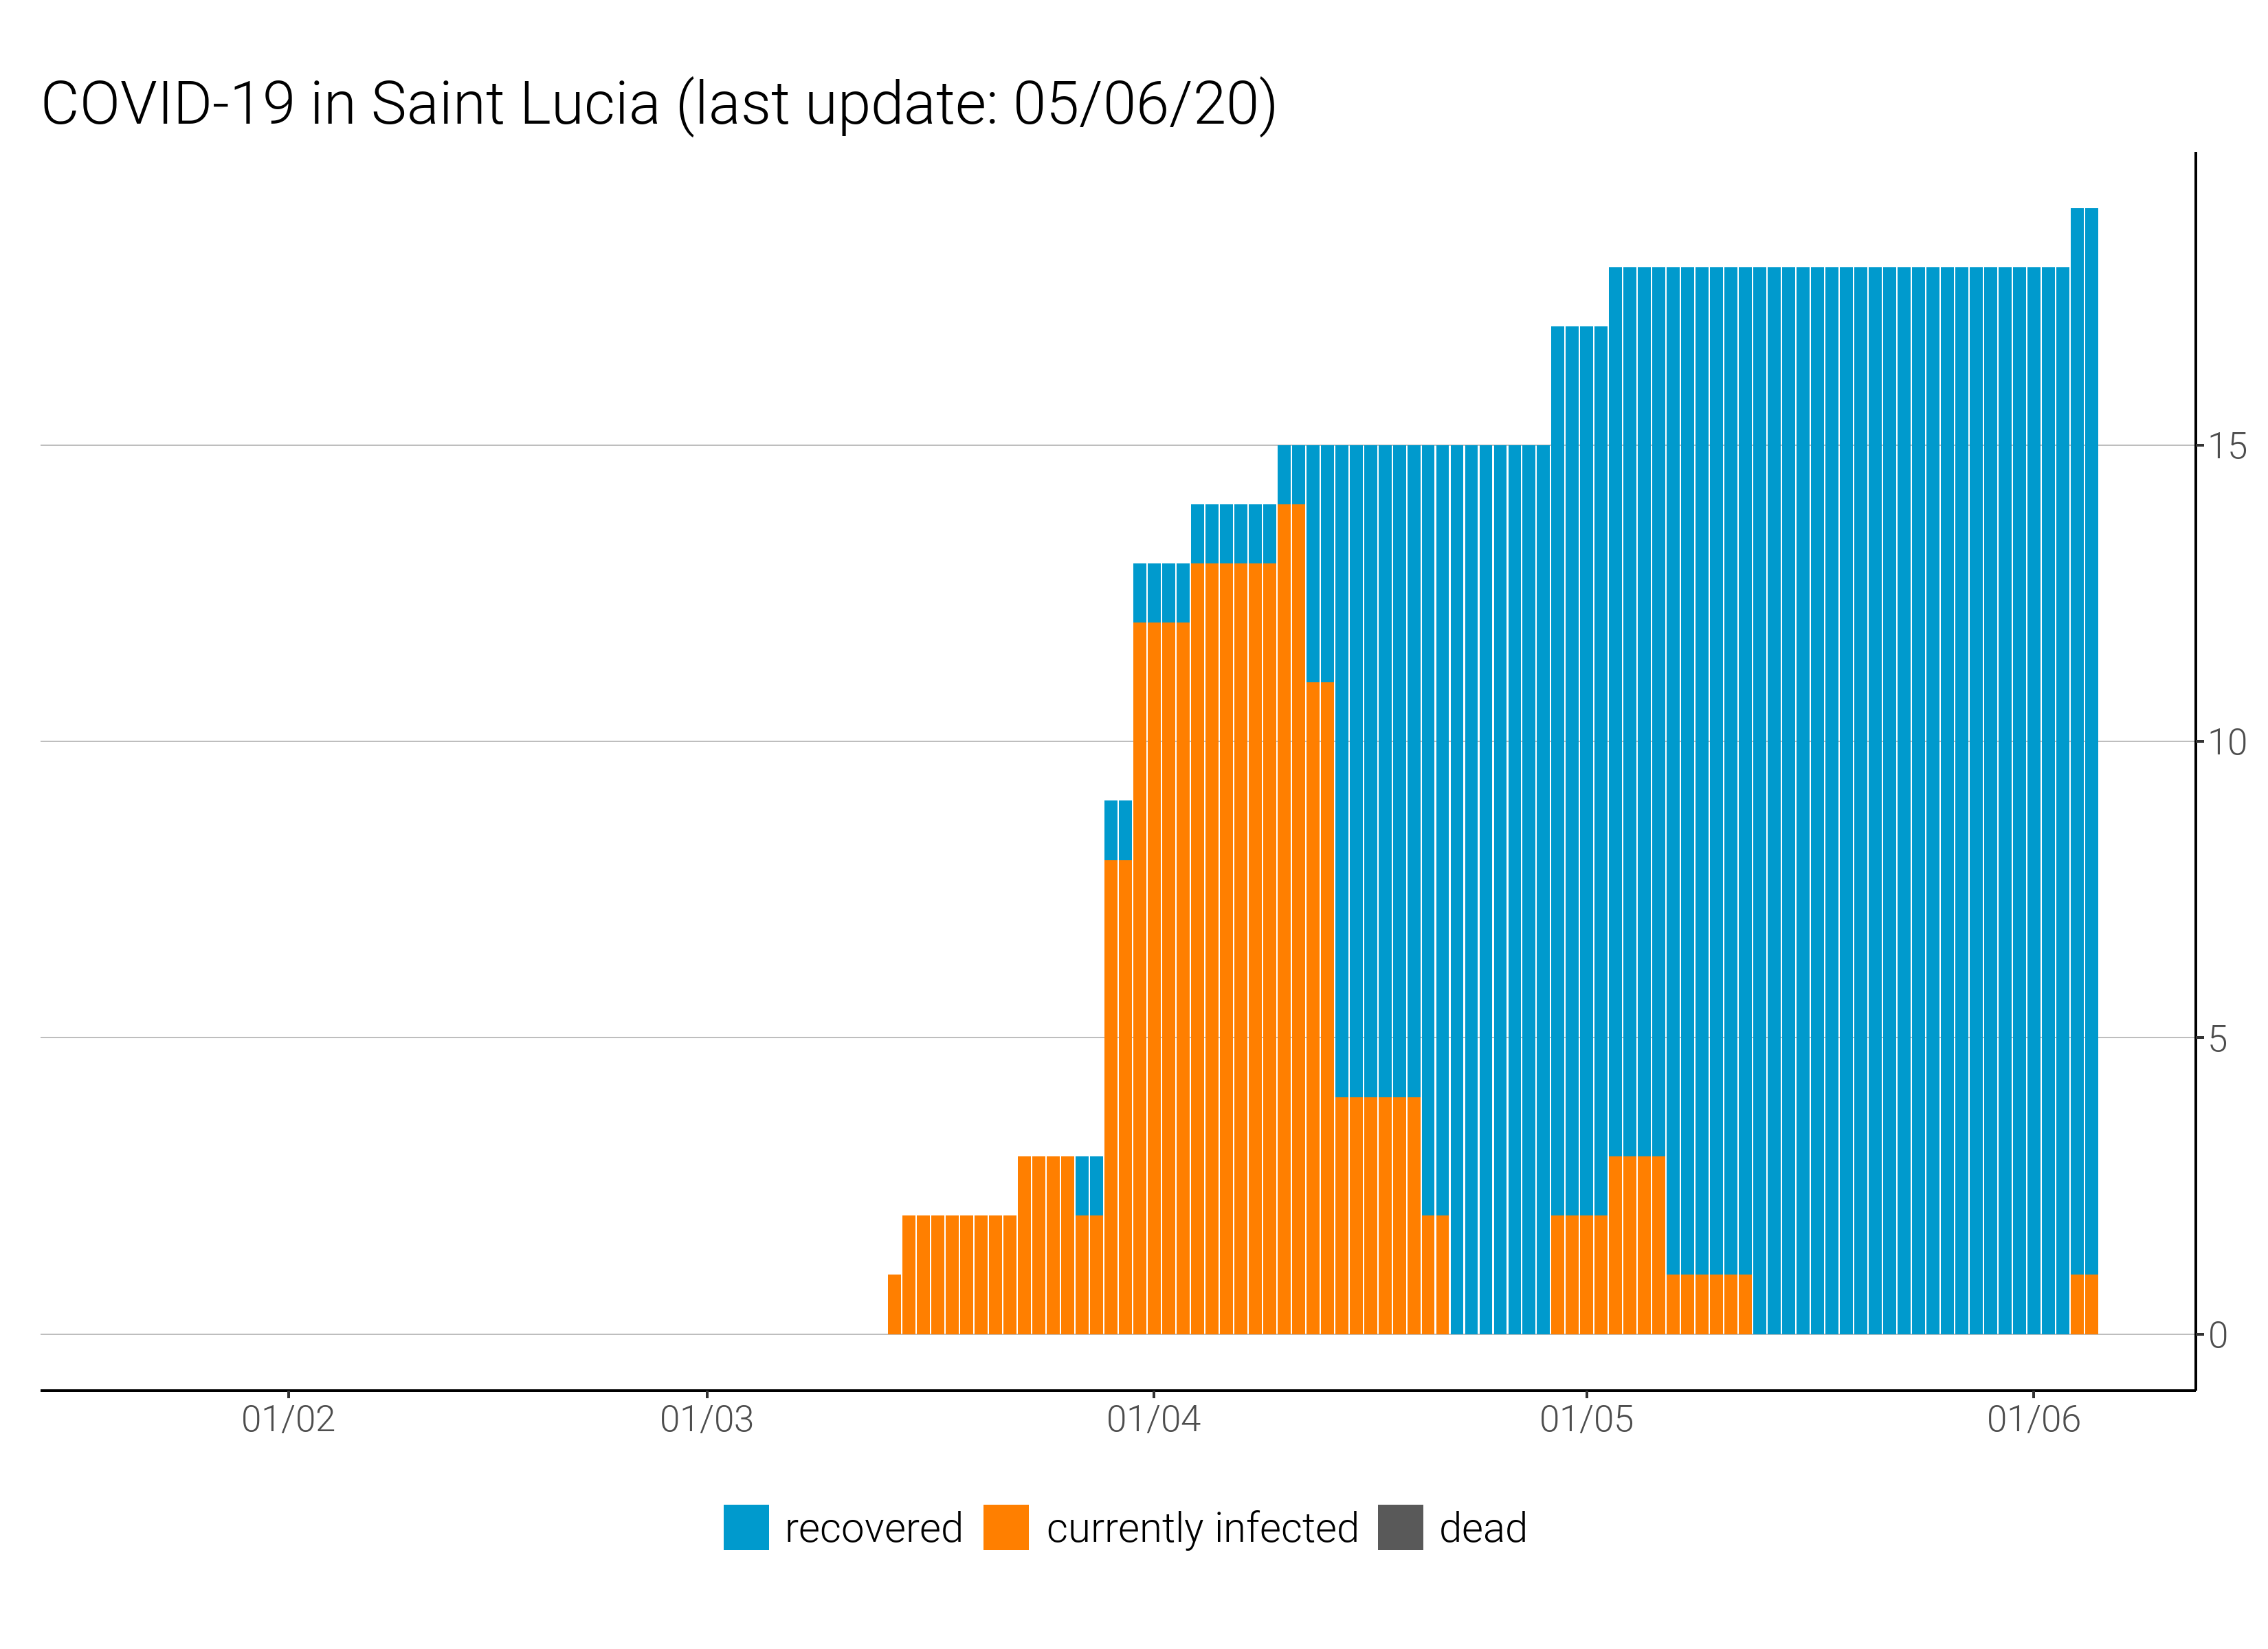 COVID-19 in Saint Lucia (last update: 05/06/20)
15
10
5
0
01/02 01/03 01/04 01/05 01/06
recovered currently infected dead